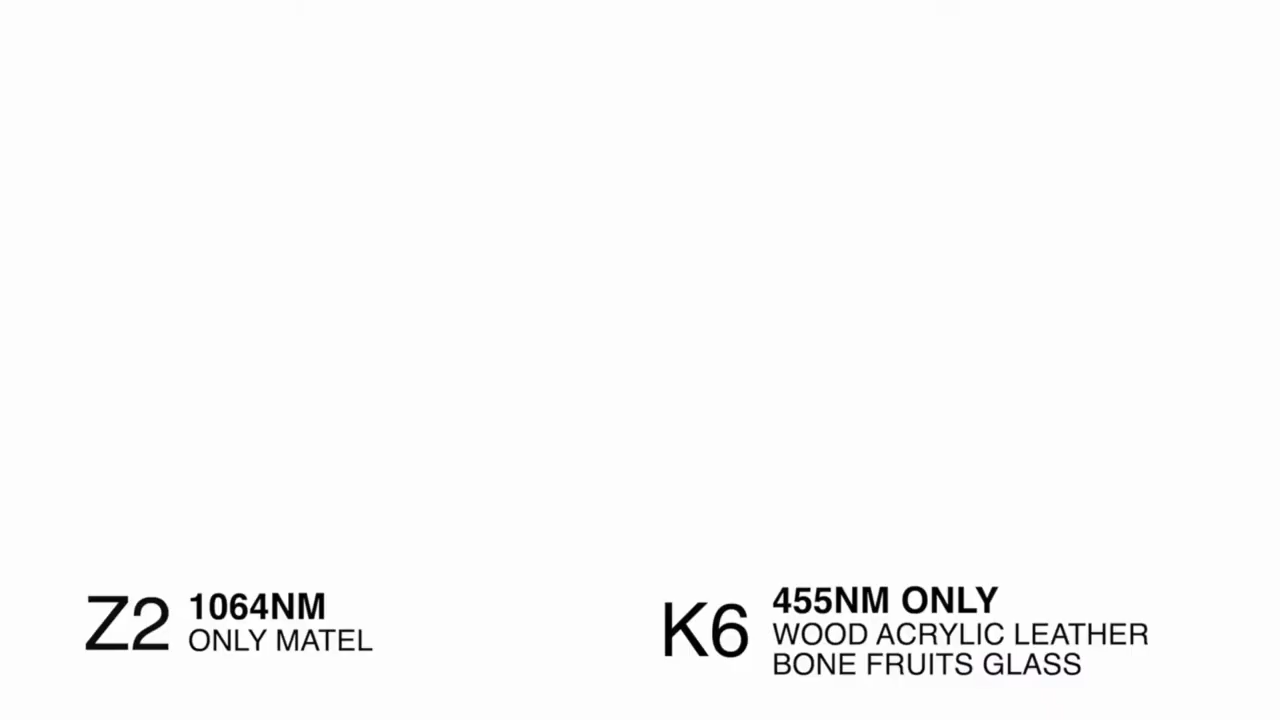 Z2
1064NM
ONLY MATEL
K6
455NM ONLY
WOOD ACRYLIC LEATHER
BONE FRUITS GLASS